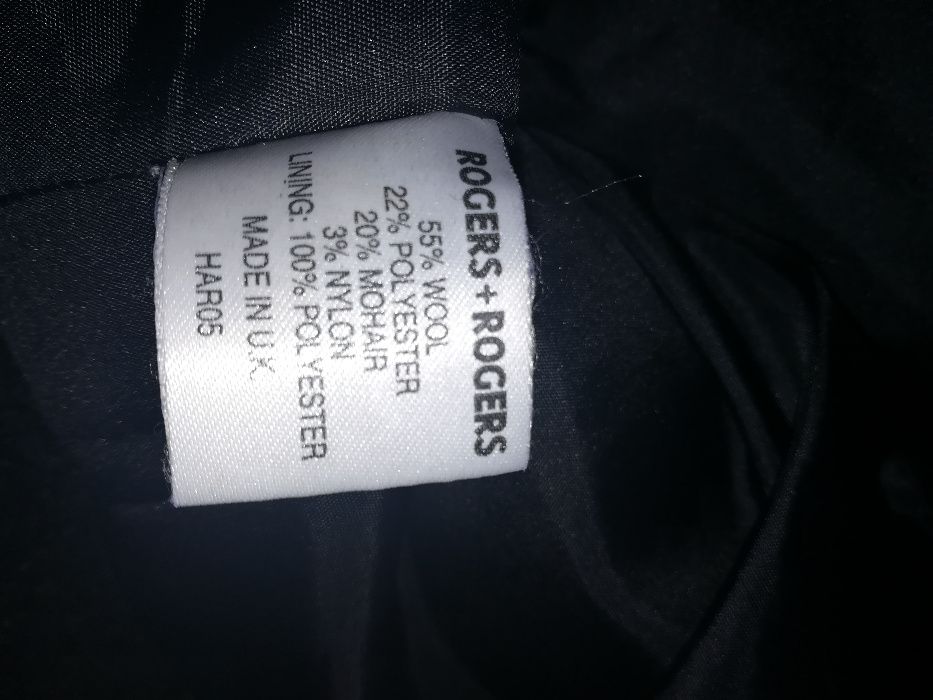 ROGERS + ROGERS
55% WOOL
22% POLYESTER
20% MOHAIR
3% NYLON
LINING: 100% POLYESTER
MADE IN U.K.
HAR05